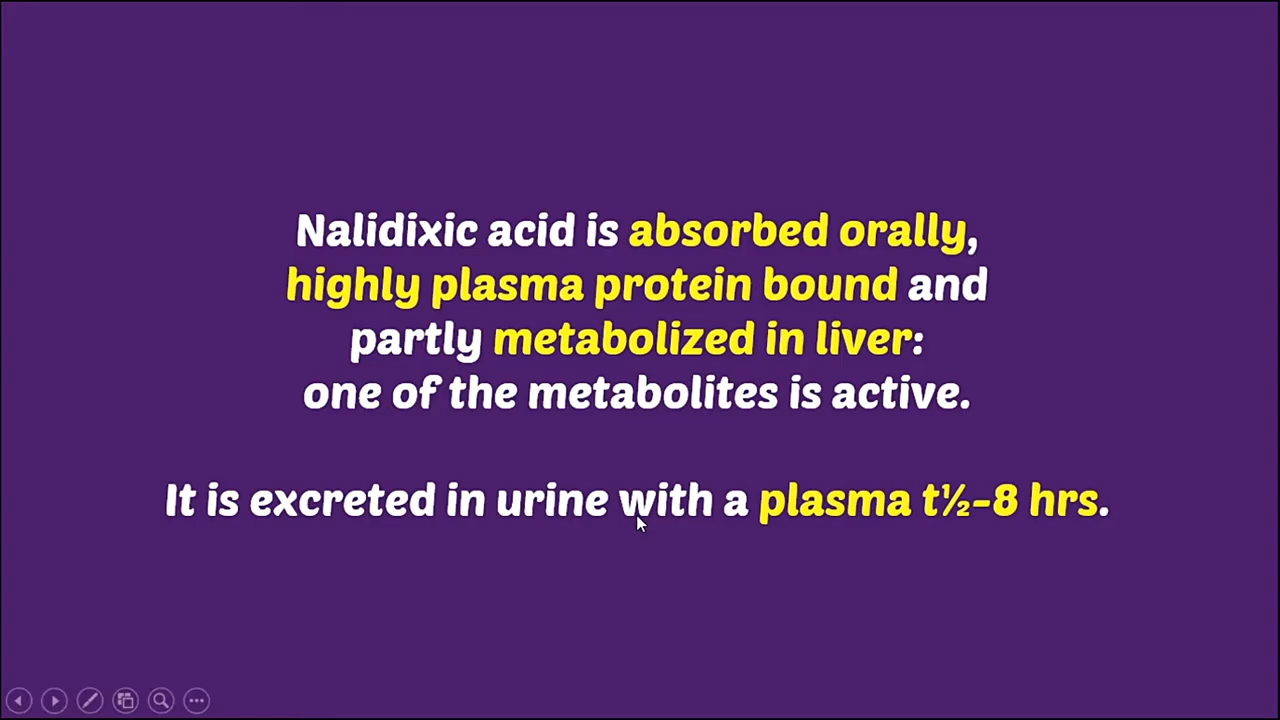 Nalidixic acid is absorbed orally,
highly plasma protein bound and
partly metabolized in liver:
one of the metabolites is active.
It is excreted in urine with a plasma t½-8 hrs.